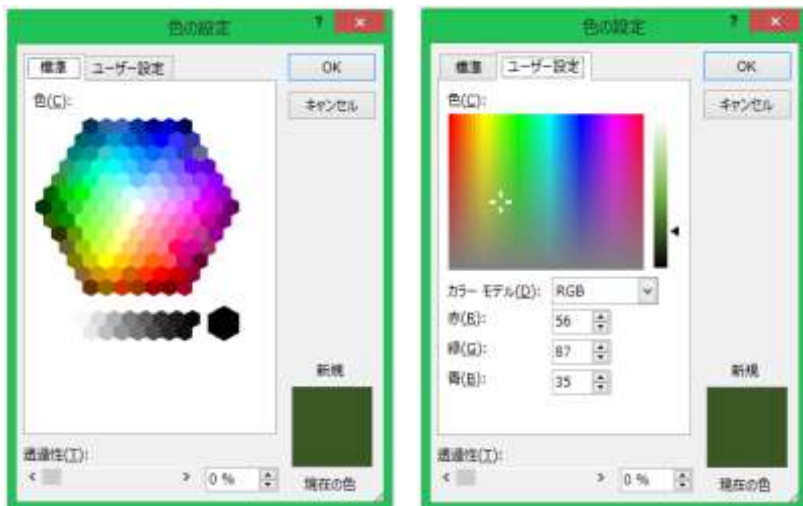 色の設定 ?
標準 ユーザー設定
OK
キャンセル
色(C):
新規
透過性(T):
< > 0 %
現在の色
色の設定 ?
標準 ユーザー設定
OK
キャンセル
色(C):
カラー モデル(D): RGB
赤(R): 56
緑(G): 87
青(B): 35
新規
透過性(T):
< > 0 %
現在の色